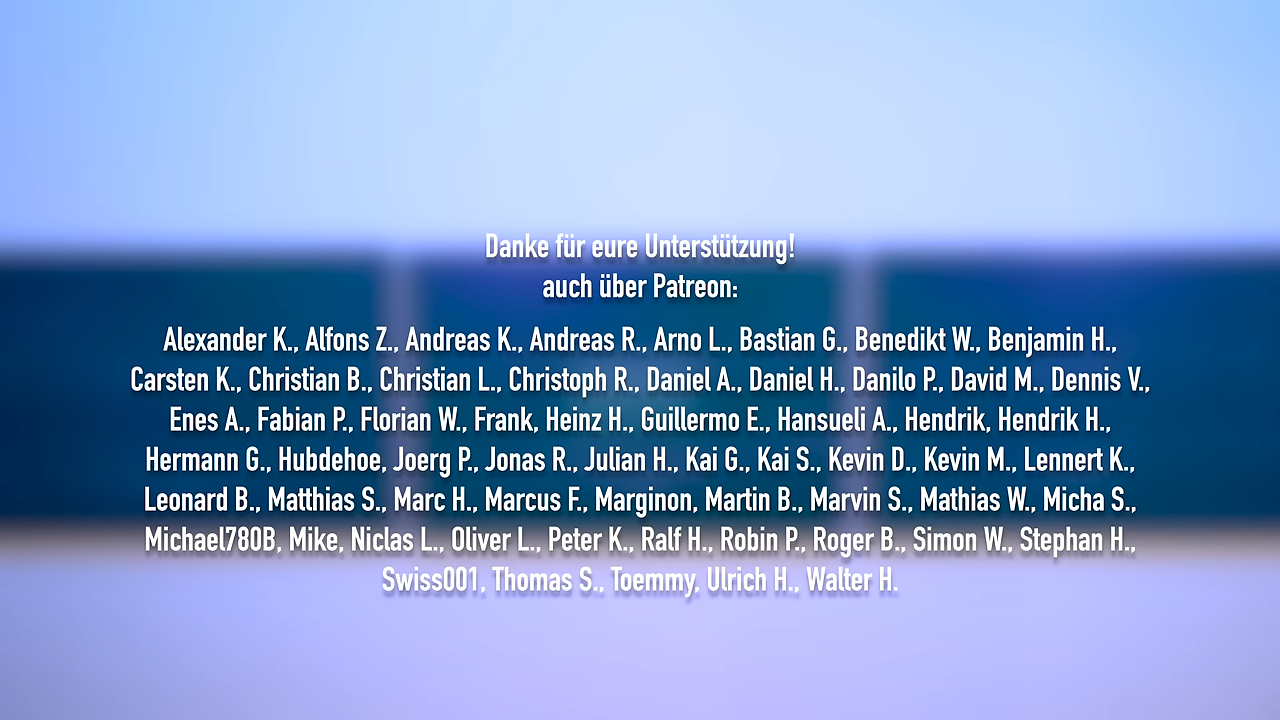 Danke für eure Unterstützung!
auch über Patreon:
Alexander K., Alfons Z., Andreas K., Andreas R., Arno L., Bastian G., Benedikt W., Benjamin H.,
Carsten K., Christian B., Christian L., Christoph R., Daniel A., Daniel H., Danilo P., David M., Dennis V.,
Enes A., Fabian P., Florian W., Frank, Heinz H., Guillermo E., Hansueli A., Hendrik, Hendrik H.,
Hermann G., Hubdehoe, Joerg P., Jonas R., Julian H., Kai G., Kai S., Kevin D., Kevin M., Lennert K.,
Leonard B., Matthias S., Marc H., Marcus F., Marginon, Martin B., Marvin S., Mathias W., Micha S.,
Michael780B, Mike, Niclas L., Oliver L., Peter K., Ralf H., Robin P., Roger B., Simon W., Stephan H.,
Swiss001, Thomas S., Toemmy, Ulrich H., Walter H.